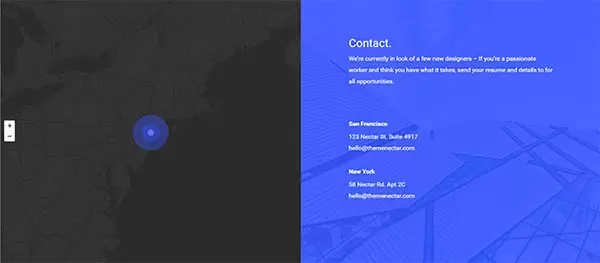 Contact.
We're currently in look of a few new designers – If you're a passionate
worker and think you have what it takes, send your resume and details to for
all opportunities.
San Francisco
123 Nectar St, Suite 4917
hello@themenectar.com
New York
58 Nectar Rd, Apt 2C
hello@themenectar.com
+
−